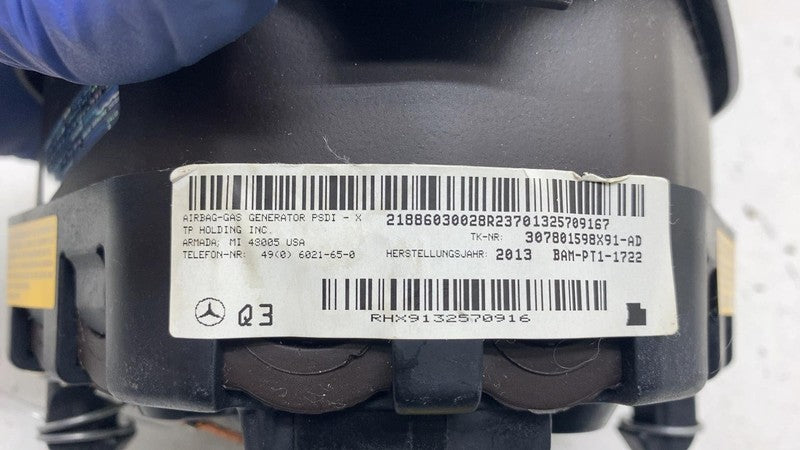 AIRBAG-GAS GENERATOR PSDI - X
TP HOLDING INC.
ARMADA, MI 48005 USA
TELEFON-NR: 49(0) 6021-65-0
21886030028R23701325709167
TK-NR: 307801598X91-AD
HERSTELLUNGSJAHR: 2013 BAM-PT1-1722
Q3
RHX9132570916